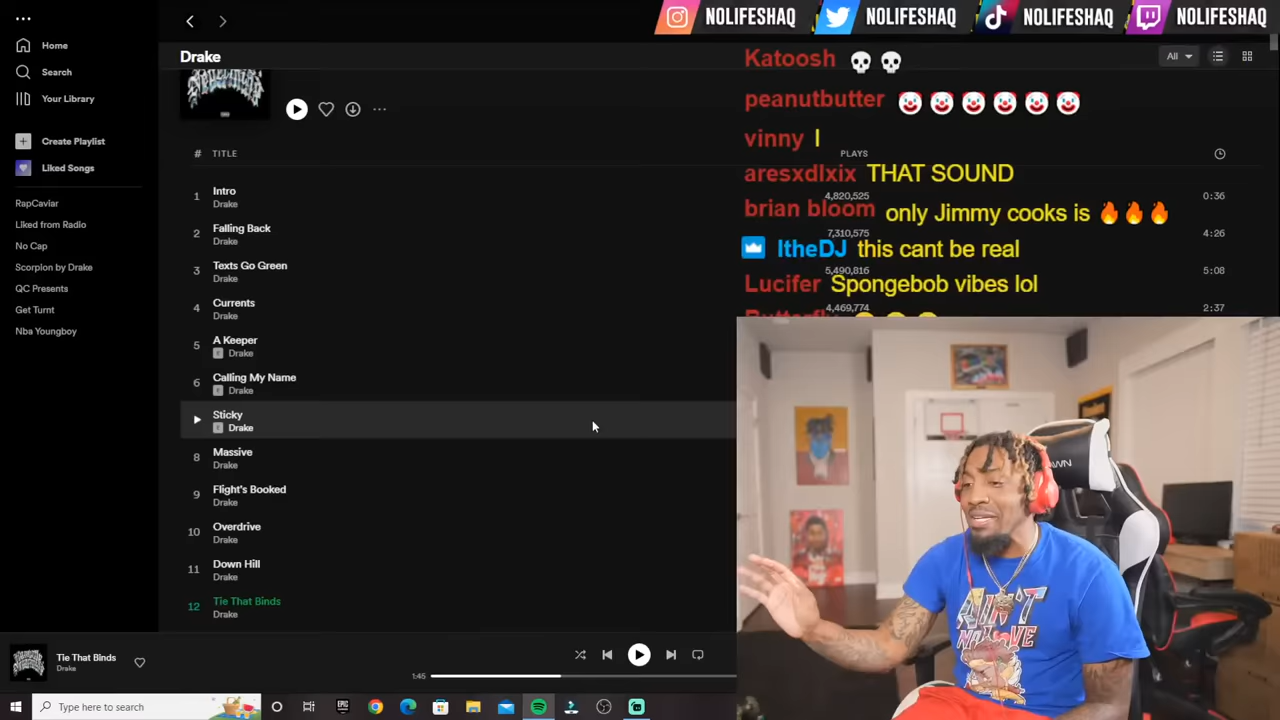 NOLIFESHAQ NOLIFESHAQ NOLIFESHAQ NOLIFESHAQ
Home
Search
Your Library
Create Playlist
Liked Songs
RapCaviar
Liked from Radio
No Cap
Scorpion by Drake
QC Presents
Get Turnt
Nba Youngboy
Drake
All
# TITLE PLAYS
1 Intro 4,820,525 0:36
Drake
2 Falling Back 7,310,575 4:26
Drake
3 Texts Go Green 5,490,816 5:08
Drake
4 Currents 4,469,774 2:37
Drake
5 A Keeper
E Drake
6 Calling My Name
E Drake
Sticky
E Drake
8 Massive
Drake
9 Flight's Booked
Drake
10 Overdrive
Drake
11 Down Hill
Drake
12 Tie That Binds
Drake
Katoosh 💀 💀
peanutbutter 🤡 🤡 🤡 🤡 🤡 🤡
vinny I
aresxdlxix THAT SOUND
brian bloom only Jimmy cooks is 🔥🔥🔥
ItheDJ this cant be real
Lucifer Spongebob vibes lol
AIN'T
Tie That Binds
Drake
1:45
Type here to search